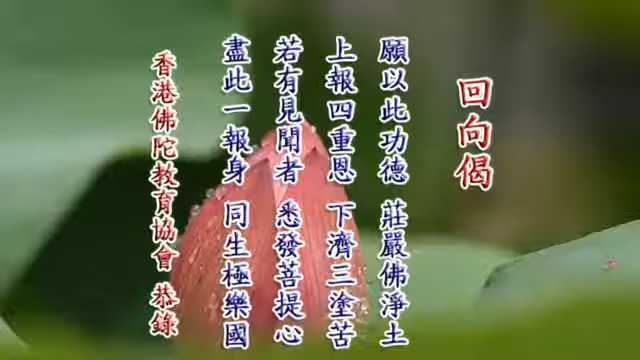 回向偈
願以此功德 莊嚴佛淨土
上報四重恩 下濟三塗苦
若有見聞者 悉發菩提心
盡此一報身 同生極樂國
香港佛陀教育協會 恭錄